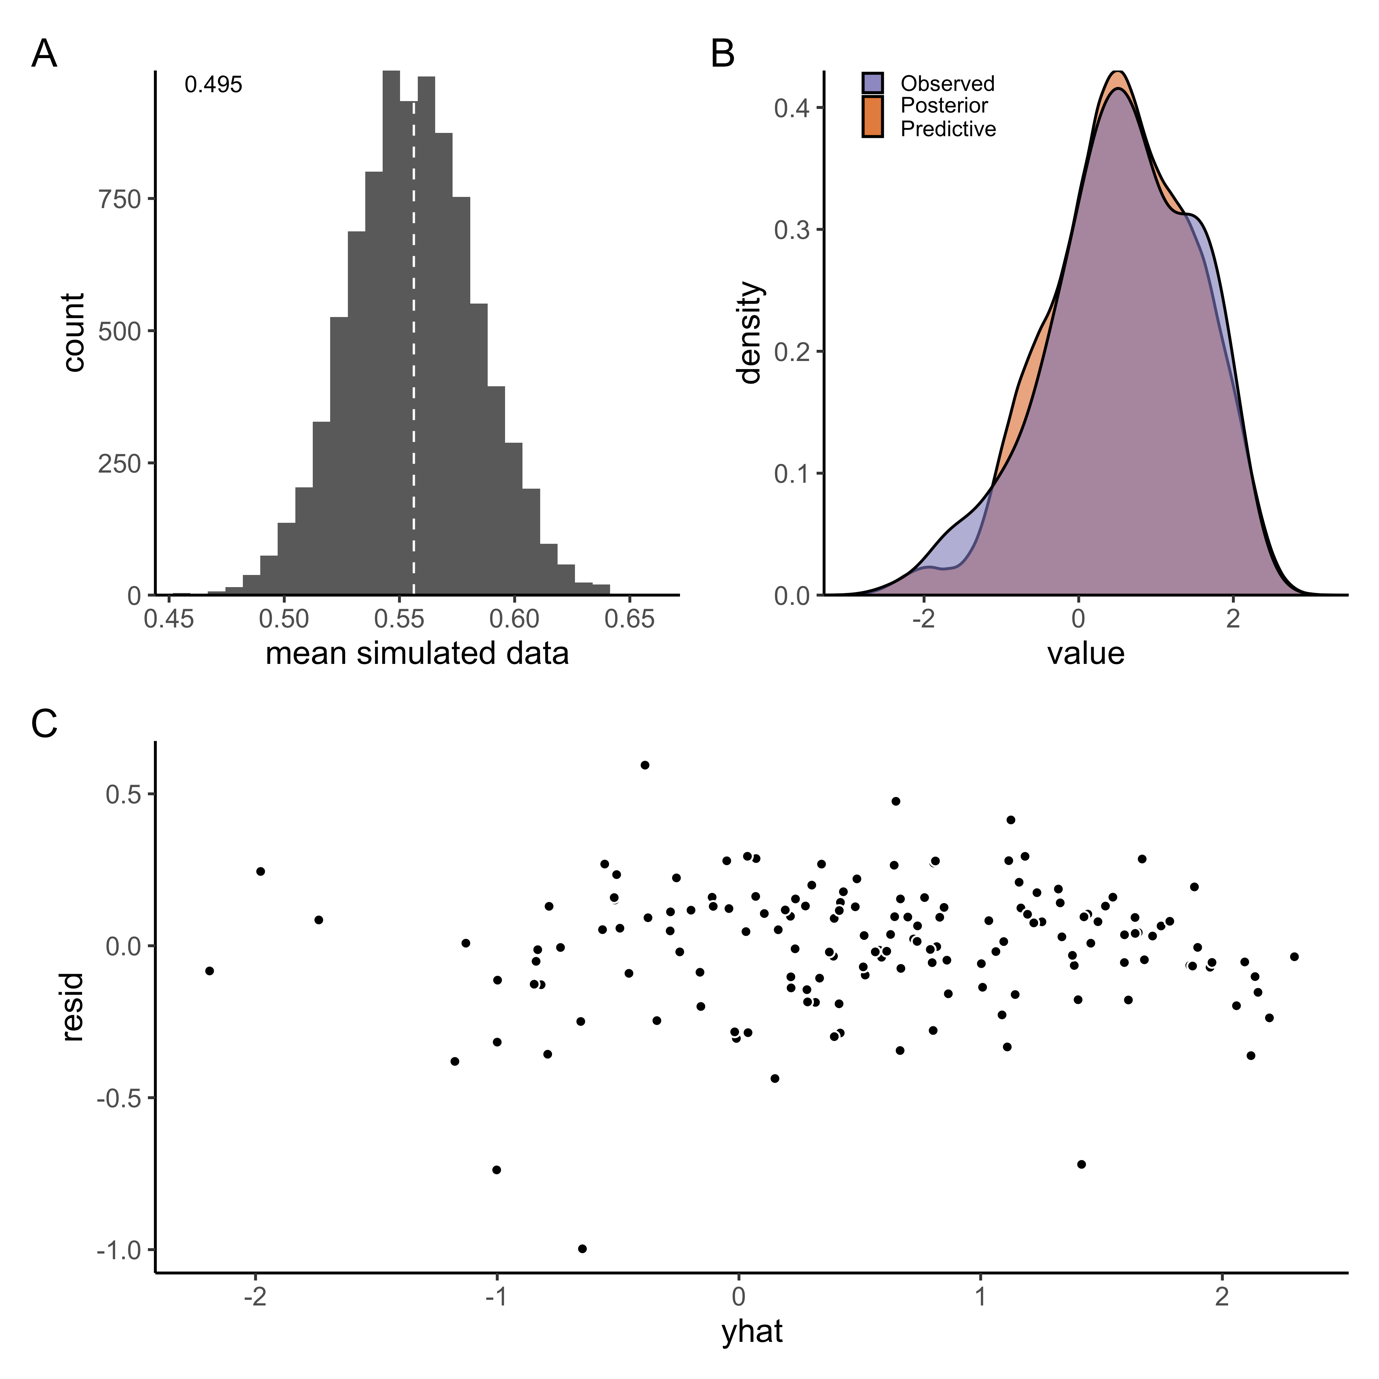 A
0.495
count
750
500
250
0
0.45 0.50 0.55 0.60 0.65
mean simulated data
B
Observed
Posterior
Predictive
density
0.4
0.3
0.2
0.1
0.0
-2 0 2
value
C
resid
0.5
0.0
-0.5
-1.0
-2 -1 0 1 2
yhat